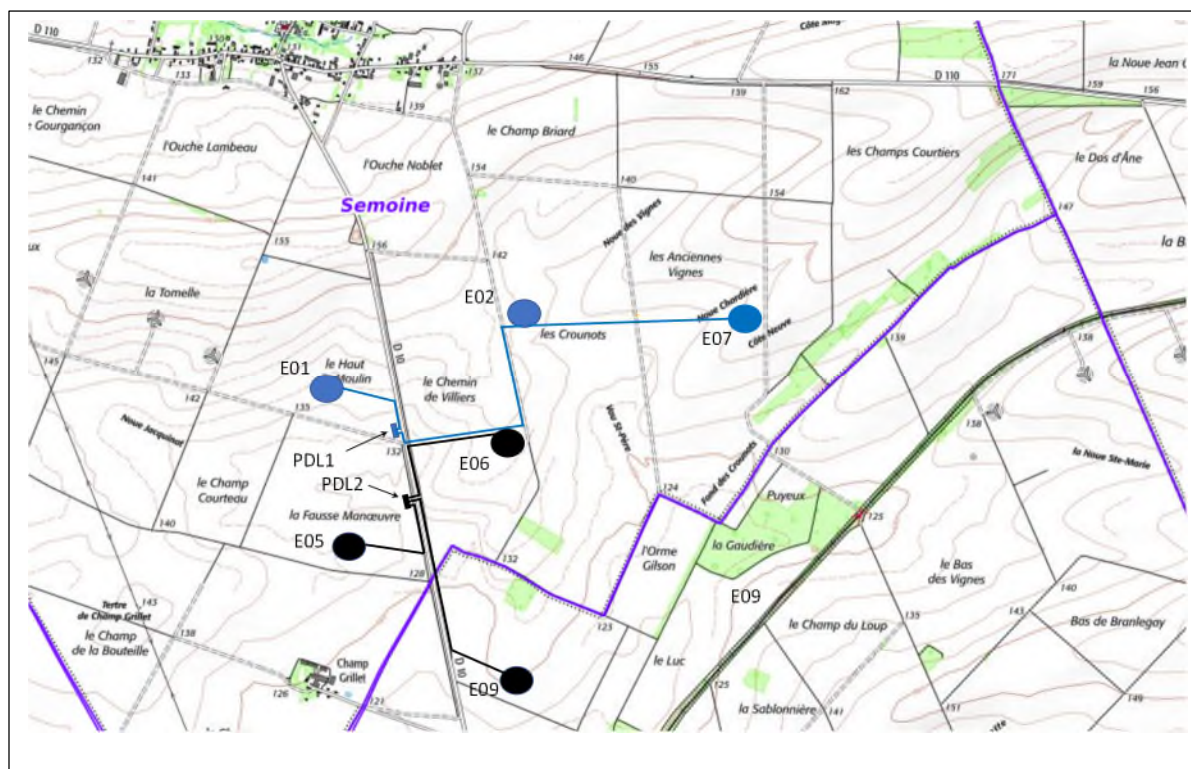 D 110
132
133
151
137
146
155
139
D 110
171
159
156
la Noue Jean
162
139
le Chemin
de Gourgançon
l'Ouche Lambeau
l'Ouche Noblet
le Champ Briard
les Champs Courtiers
le Dos d'Âne
154
140
154
141
Semoine
Noue des Vignes
147
155
156
142
les Anciennes
Vignes
la Tomelle
E02
Noue Chardière
les Crounots
E07
Côte Neuve
D 10
145
E01
le Haut
Moulin
le Chemin
de Villiers
139
138
142
135
Noue Jacquinat
132
PDL1
E06
Vau St-Père
138
130
la Noue Ste-Marie
PDL2
le Champ
Courteau
la Fausse Manœuvre
124
Fond des Crounots
Puyeux
125
140
E05
132
l'Orme
Gilson
la Gaudière
128
le Bas
des Vignes
140
E09
Tertre
de Champ Grillet
143
le Champ
de la Bouteille
138
123
135
143
le Champ du Loup
Bas de Branlegay
Champ
Grillet
D 10
le Luc
126
121
E09
125
la Sablonnière
141
151
149